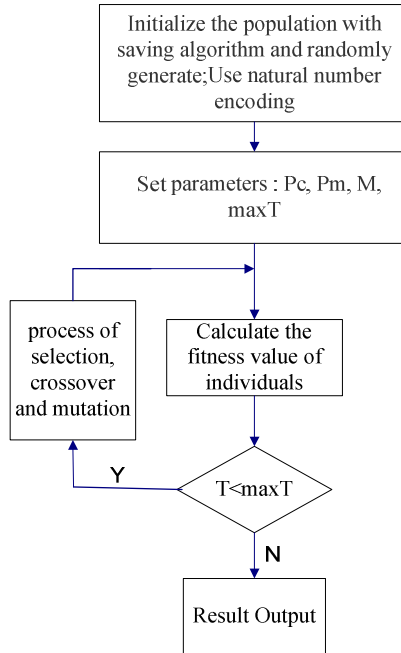 Initialize the population with
saving algorithm and randomly
generate;Use natural number
encoding
Set parameters : Pc, Pm, M,
maxT
process of
selection,
crossover
and mutation
Calculate the
fitness value of
individuals
Y
T<maxT
N
Result Output